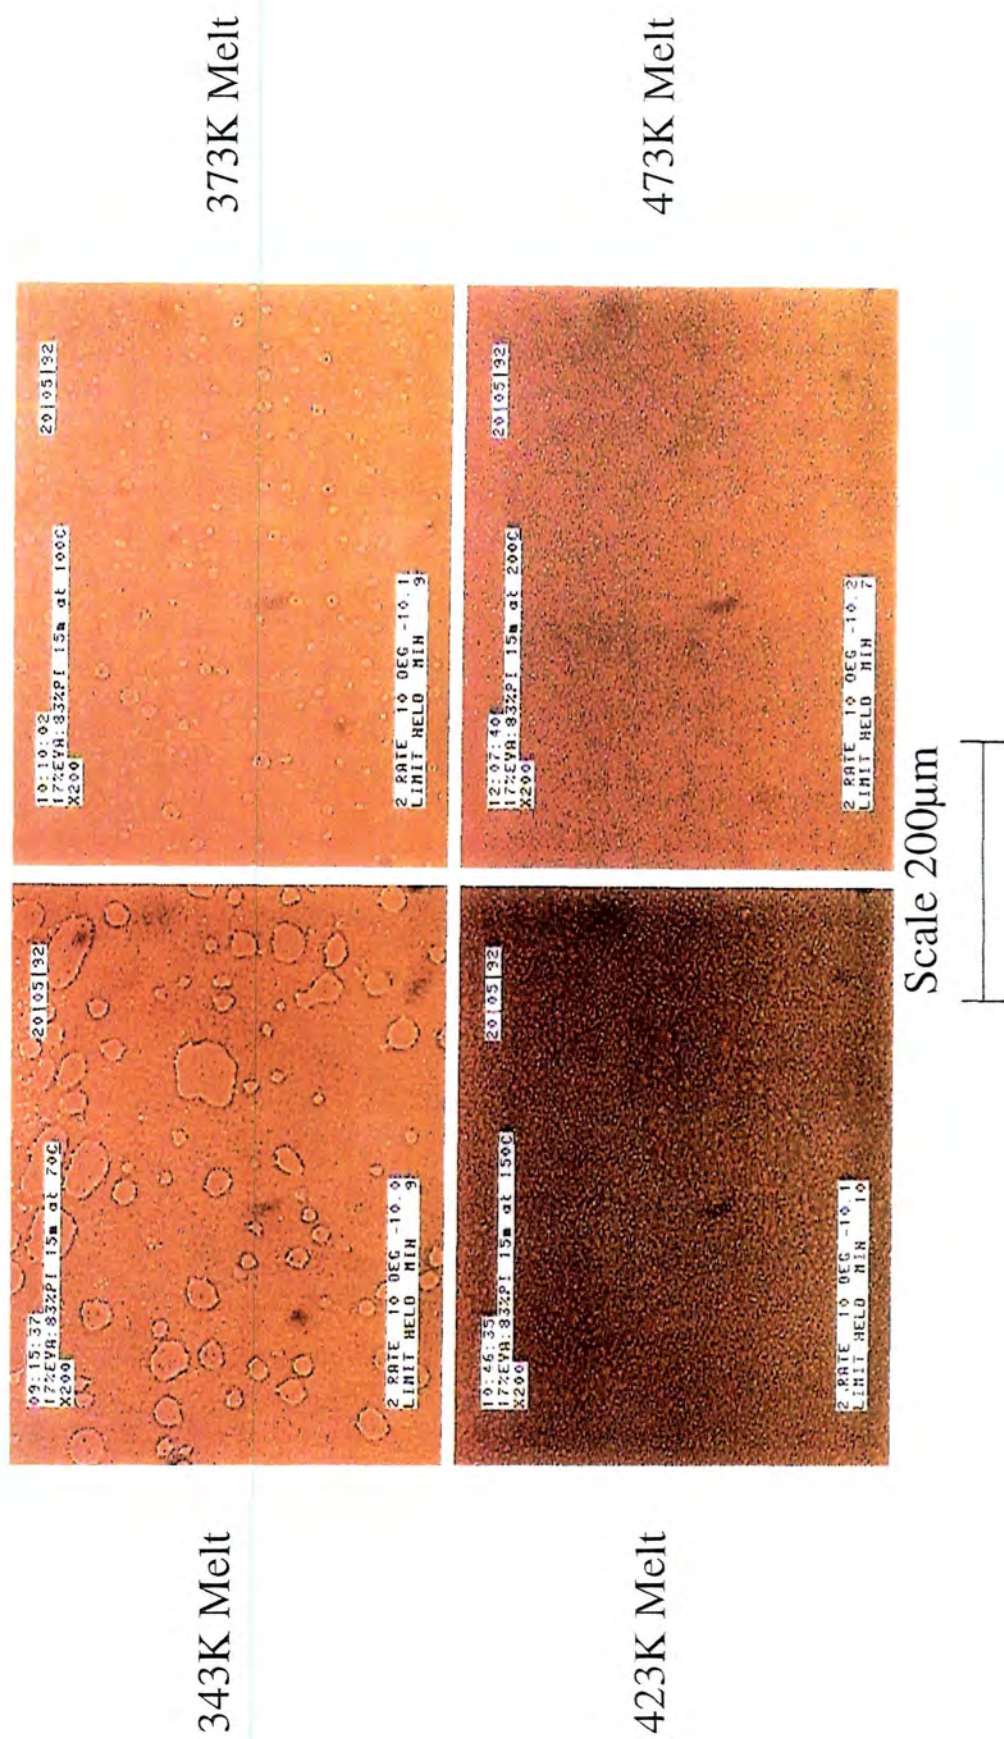 343K Melt
09:15:37
20|05|92
17%EVA:83%PI 15m at 70C
X200
2 RATE 10 DEG -10.0
LIMIT HELD MIN 9
373K Melt
10:10:02
20|05|92
17%EVA:83%PI 15m at 100C
X200
2 RATE 10 DEG -10.1
LIMIT HELD MIN 9
423K Melt
10:46:35
20|05|92
17%EVA:83%PI 15m at 150C
X200
2 RATE 10 DEG -10.1
LIMIT HELD MIN 10
473K Melt
12:07:40
20|05|92
17%EVA:83%PI 15m at 200C
X200
2 RATE 10 DEG -10.2
LIMIT HELD MIN 7
Scale 200µm